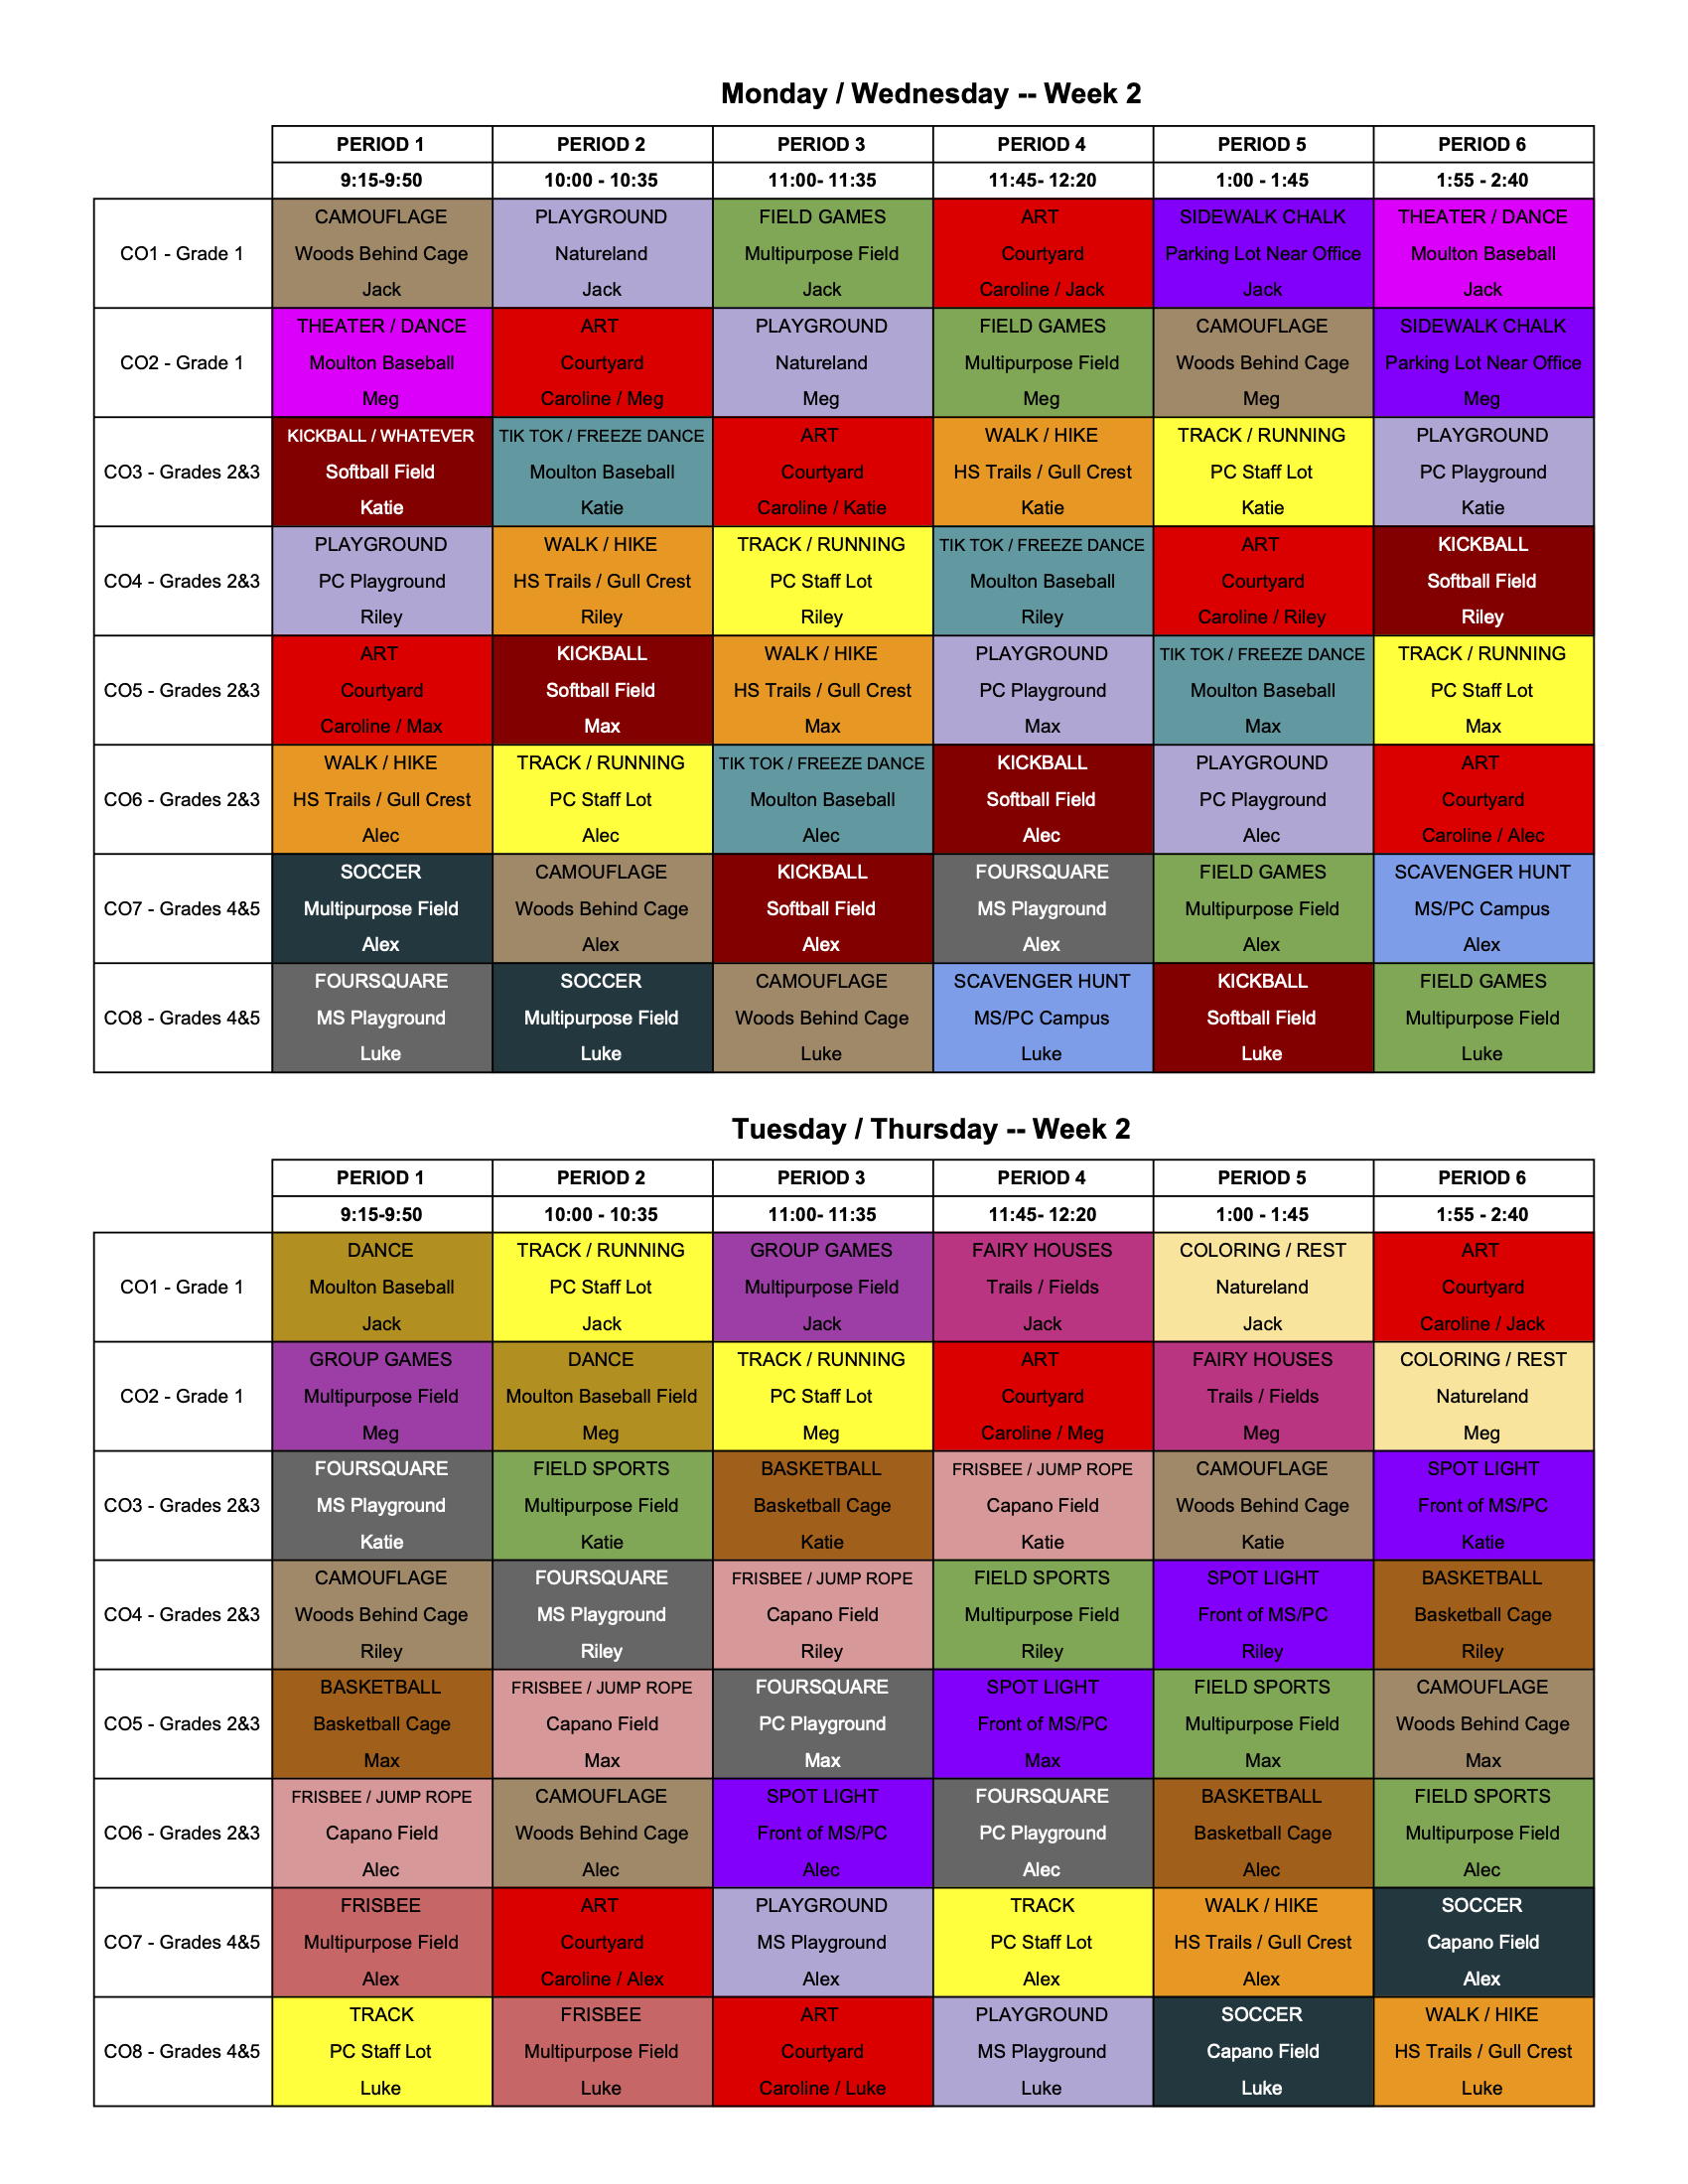 Monday / Wednesday -- Week 2
PERIOD 1 PERIOD 2 PERIOD 3 PERIOD 4 PERIOD 5 PERIOD 6
9:15-9:50 10:00 - 10:35 11:00- 11:35 11:45- 12:20 1:00 - 1:45 1:55 - 2:40
CAMOUFLAGE PLAYGROUND FIELD GAMES ART SIDEWALK CHALK THEATER / DANCE
CO1 - Grade 1 Woods Behind Cage Natureland Multipurpose Field Courtyard Parking Lot Near Office Moulton Baseball
Jack Jack Jack Caroline / Jack Jack Jack
THEATER / DANCE ART PLAYGROUND FIELD GAMES CAMOUFLAGE SIDEWALK CHALK
CO2 - Grade 1 Moulton Baseball Courtyard Natureland Multipurpose Field Woods Behind Cage Parking Lot Near Office
Meg Caroline / Meg Meg Meg Meg Meg
KICKBALL / WHATEVER TIK TOK / FREEZE DANCE ART WALK / HIKE TRACK / RUNNING PLAYGROUND
CO3 - Grades 2&3 Softball Field Moulton Baseball Courtyard HS Trails / Gull Crest PC Staff Lot PC Playground
Katie Katie Caroline / Katie Katie Katie Katie
PLAYGROUND WALK / HIKE TRACK / RUNNING TIK TOK / FREEZE DANCE ART KICKBALL
CO4 - Grades 2&3 PC Playground HS Trails / Gull Crest PC Staff Lot Moulton Baseball Courtyard Softball Field
Riley Riley Riley Riley Caroline / Riley Riley
ART KICKBALL WALK / HIKE PLAYGROUND TIK TOK / FREEZE DANCE TRACK / RUNNING
CO5 - Grades 2&3 Courtyard Softball Field HS Trails / Gull Crest PC Playground Moulton Baseball PC Staff Lot
Caroline / Max Max Max Max Max Max
WALK / HIKE TRACK / RUNNING TIK TOK / FREEZE DANCE KICKBALL PLAYGROUND ART
CO6 - Grades 2&3 HS Trails / Gull Crest PC Staff Lot Moulton Baseball Softball Field PC Playground Courtyard
Alec Alec Alec Alec Alec Caroline / Alec
SOCCER CAMOUFLAGE KICKBALL FOURSQUARE FIELD GAMES SCAVENGER HUNT
CO7 - Grades 4&5 Multipurpose Field Woods Behind Cage Softball Field MS Playground Multipurpose Field MS/PC Campus
Alex Alex Alex Alex Alex Alex
FOURSQUARE SOCCER CAMOUFLAGE SCAVENGER HUNT KICKBALL FIELD GAMES
CO8 - Grades 4&5 MS Playground Multipurpose Field Woods Behind Cage MS/PC Campus Softball Field Multipurpose Field
Luke Luke Luke Luke Luke Luke
Tuesday / Thursday -- Week 2
PERIOD 1 PERIOD 2 PERIOD 3 PERIOD 4 PERIOD 5 PERIOD 6
9:15-9:50 10:00 - 10:35 11:00- 11:35 11:45- 12:20 1:00 - 1:45 1:55 - 2:40
DANCE TRACK / RUNNING GROUP GAMES FAIRY HOUSES COLORING / REST ART
CO1 - Grade 1 Moulton Baseball PC Staff Lot Multipurpose Field Trails / Fields Natureland Courtyard
Jack Jack Jack Jack Jack Caroline / Jack
GROUP GAMES DANCE TRACK / RUNNING ART FAIRY HOUSES COLORING / REST
CO2 - Grade 1 Multipurpose Field Moulton Baseball Field PC Staff Lot Courtyard Trails / Fields Natureland
Meg Meg Meg Caroline / Meg Meg Meg
FOURSQUARE FIELD SPORTS BASKETBALL FRISBEE / JUMP ROPE CAMOUFLAGE SPOT LIGHT
CO3 - Grades 2&3 MS Playground Multipurpose Field Basketball Cage Capano Field Woods Behind Cage Front of MS/PC
Katie Katie Katie Katie Katie Katie
CAMOUFLAGE FOURSQUARE FRISBEE / JUMP ROPE FIELD SPORTS SPOT LIGHT BASKETBALL
CO4 - Grades 2&3 Woods Behind Cage MS Playground Capano Field Multipurpose Field Front of MS/PC Basketball Cage
Riley Riley Riley Riley Riley Riley
BASKETBALL FRISBEE / JUMP ROPE FOURSQUARE SPOT LIGHT FIELD SPORTS CAMOUFLAGE
CO5 - Grades 2&3 Basketball Cage Capano Field PC Playground Front of MS/PC Multipurpose Field Woods Behind Cage
Max Max Max Max Max Max
FRISBEE / JUMP ROPE CAMOUFLAGE SPOT LIGHT FOURSQUARE BASKETBALL FIELD SPORTS
CO6 - Grades 2&3 Capano Field Woods Behind Cage Front of MS/PC PC Playground Basketball Cage Multipurpose Field
Alec Alec Alec Alec Alec Alec
FRISBEE ART PLAYGROUND TRACK WALK / HIKE SOCCER
CO7 - Grades 4&5 Multipurpose Field Courtyard MS Playground PC Staff Lot HS Trails / Gull Crest Capano Field
Alex Caroline / Alex Alex Alex Alex Alex
TRACK FRISBEE ART PLAYGROUND SOCCER WALK / HIKE
CO8 - Grades 4&5 PC Staff Lot Multipurpose Field Courtyard MS Playground Capano Field HS Trails / Gull Crest
Luke Luke Caroline / Luke Luke Luke Luke